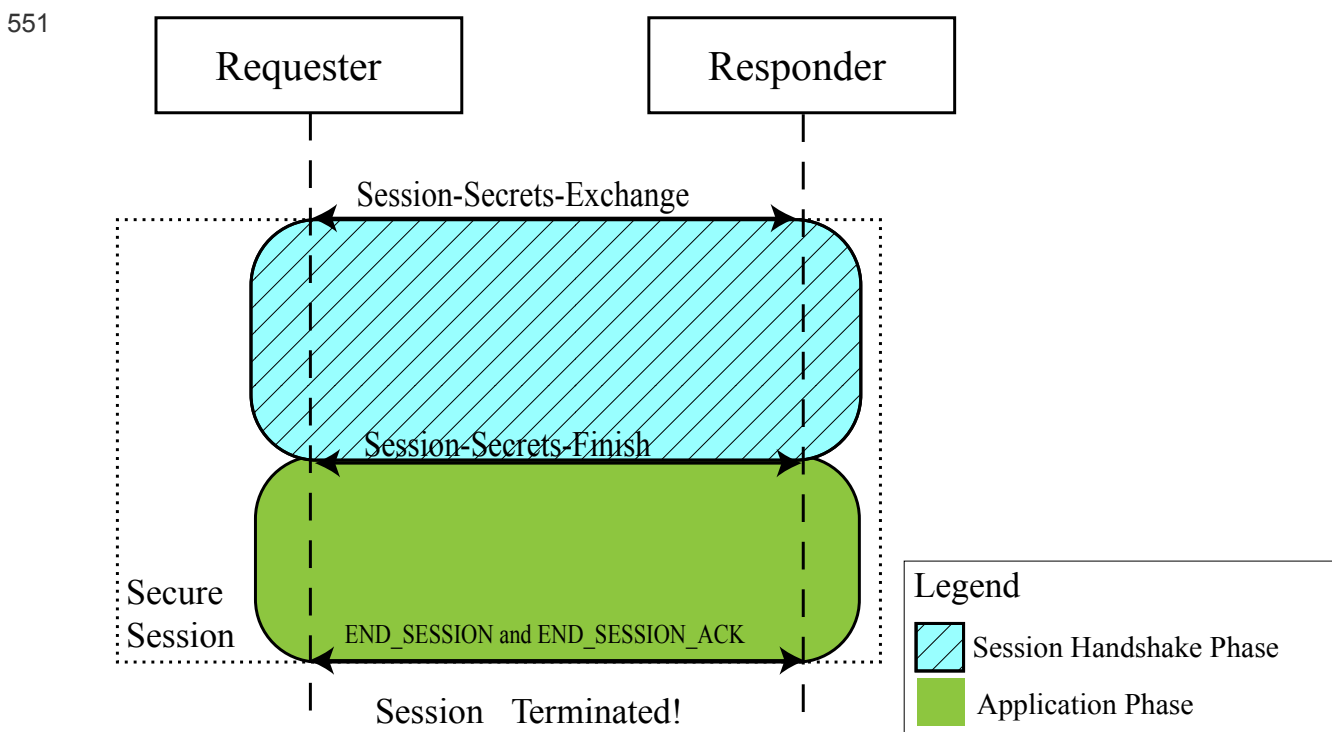 551
Requester
Responder
Session-Secrets-Exchange
Session-Secrets-Finish
Secure
Session
END_SESSION and END_SESSION_ACK
Session Terminated!
Legend
Session Handshake Phase
Application Phase